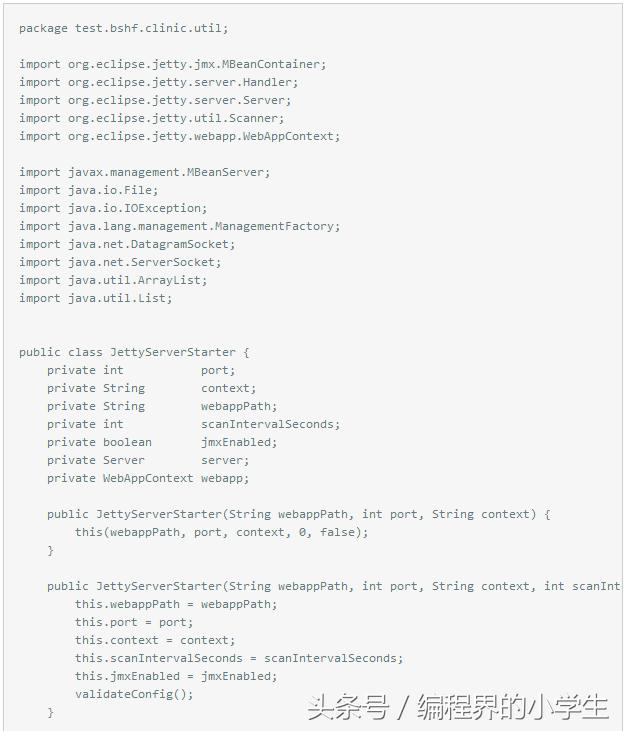 package test.bshf.clinic.util;
import org.eclipse.jetty.jmx.MBeanContainer;
import org.eclipse.jetty.server.Handler;
import org.eclipse.jetty.server.Server;
import org.eclipse.jetty.util.Scanner;
import org.eclipse.jetty.webapp.WebAppContext;
import javax.management.MBeanServer;
import java.io.File;
import java.io.IOException;
import java.lang.management.ManagementFactory;
import java.net.DatagramSocket;
import java.net.ServerSocket;
import java.util.ArrayList;
import java.util.List;
public class JettyServerStarter {
    private int           port;
    private String        context;
    private String        webappPath;
    private int           scanIntervalSeconds;
    private boolean       jmxEnabled;
    private Server        server;
    private WebAppContext webapp;
    public JettyServerStarter(String webappPath, int port, String context) {
        this(webappPath, port, context, 0, false);
    }
    public JettyServerStarter(String webappPath, int port, String context, int scanInt
        this.webappPath = webappPath;
        this.port = port;
        this.context = context;
        this.scanIntervalSeconds = scanIntervalSeconds;
        this.jmxEnabled = jmxEnabled;
        validateConfig();
    }
头条号 / 编程界的小学生